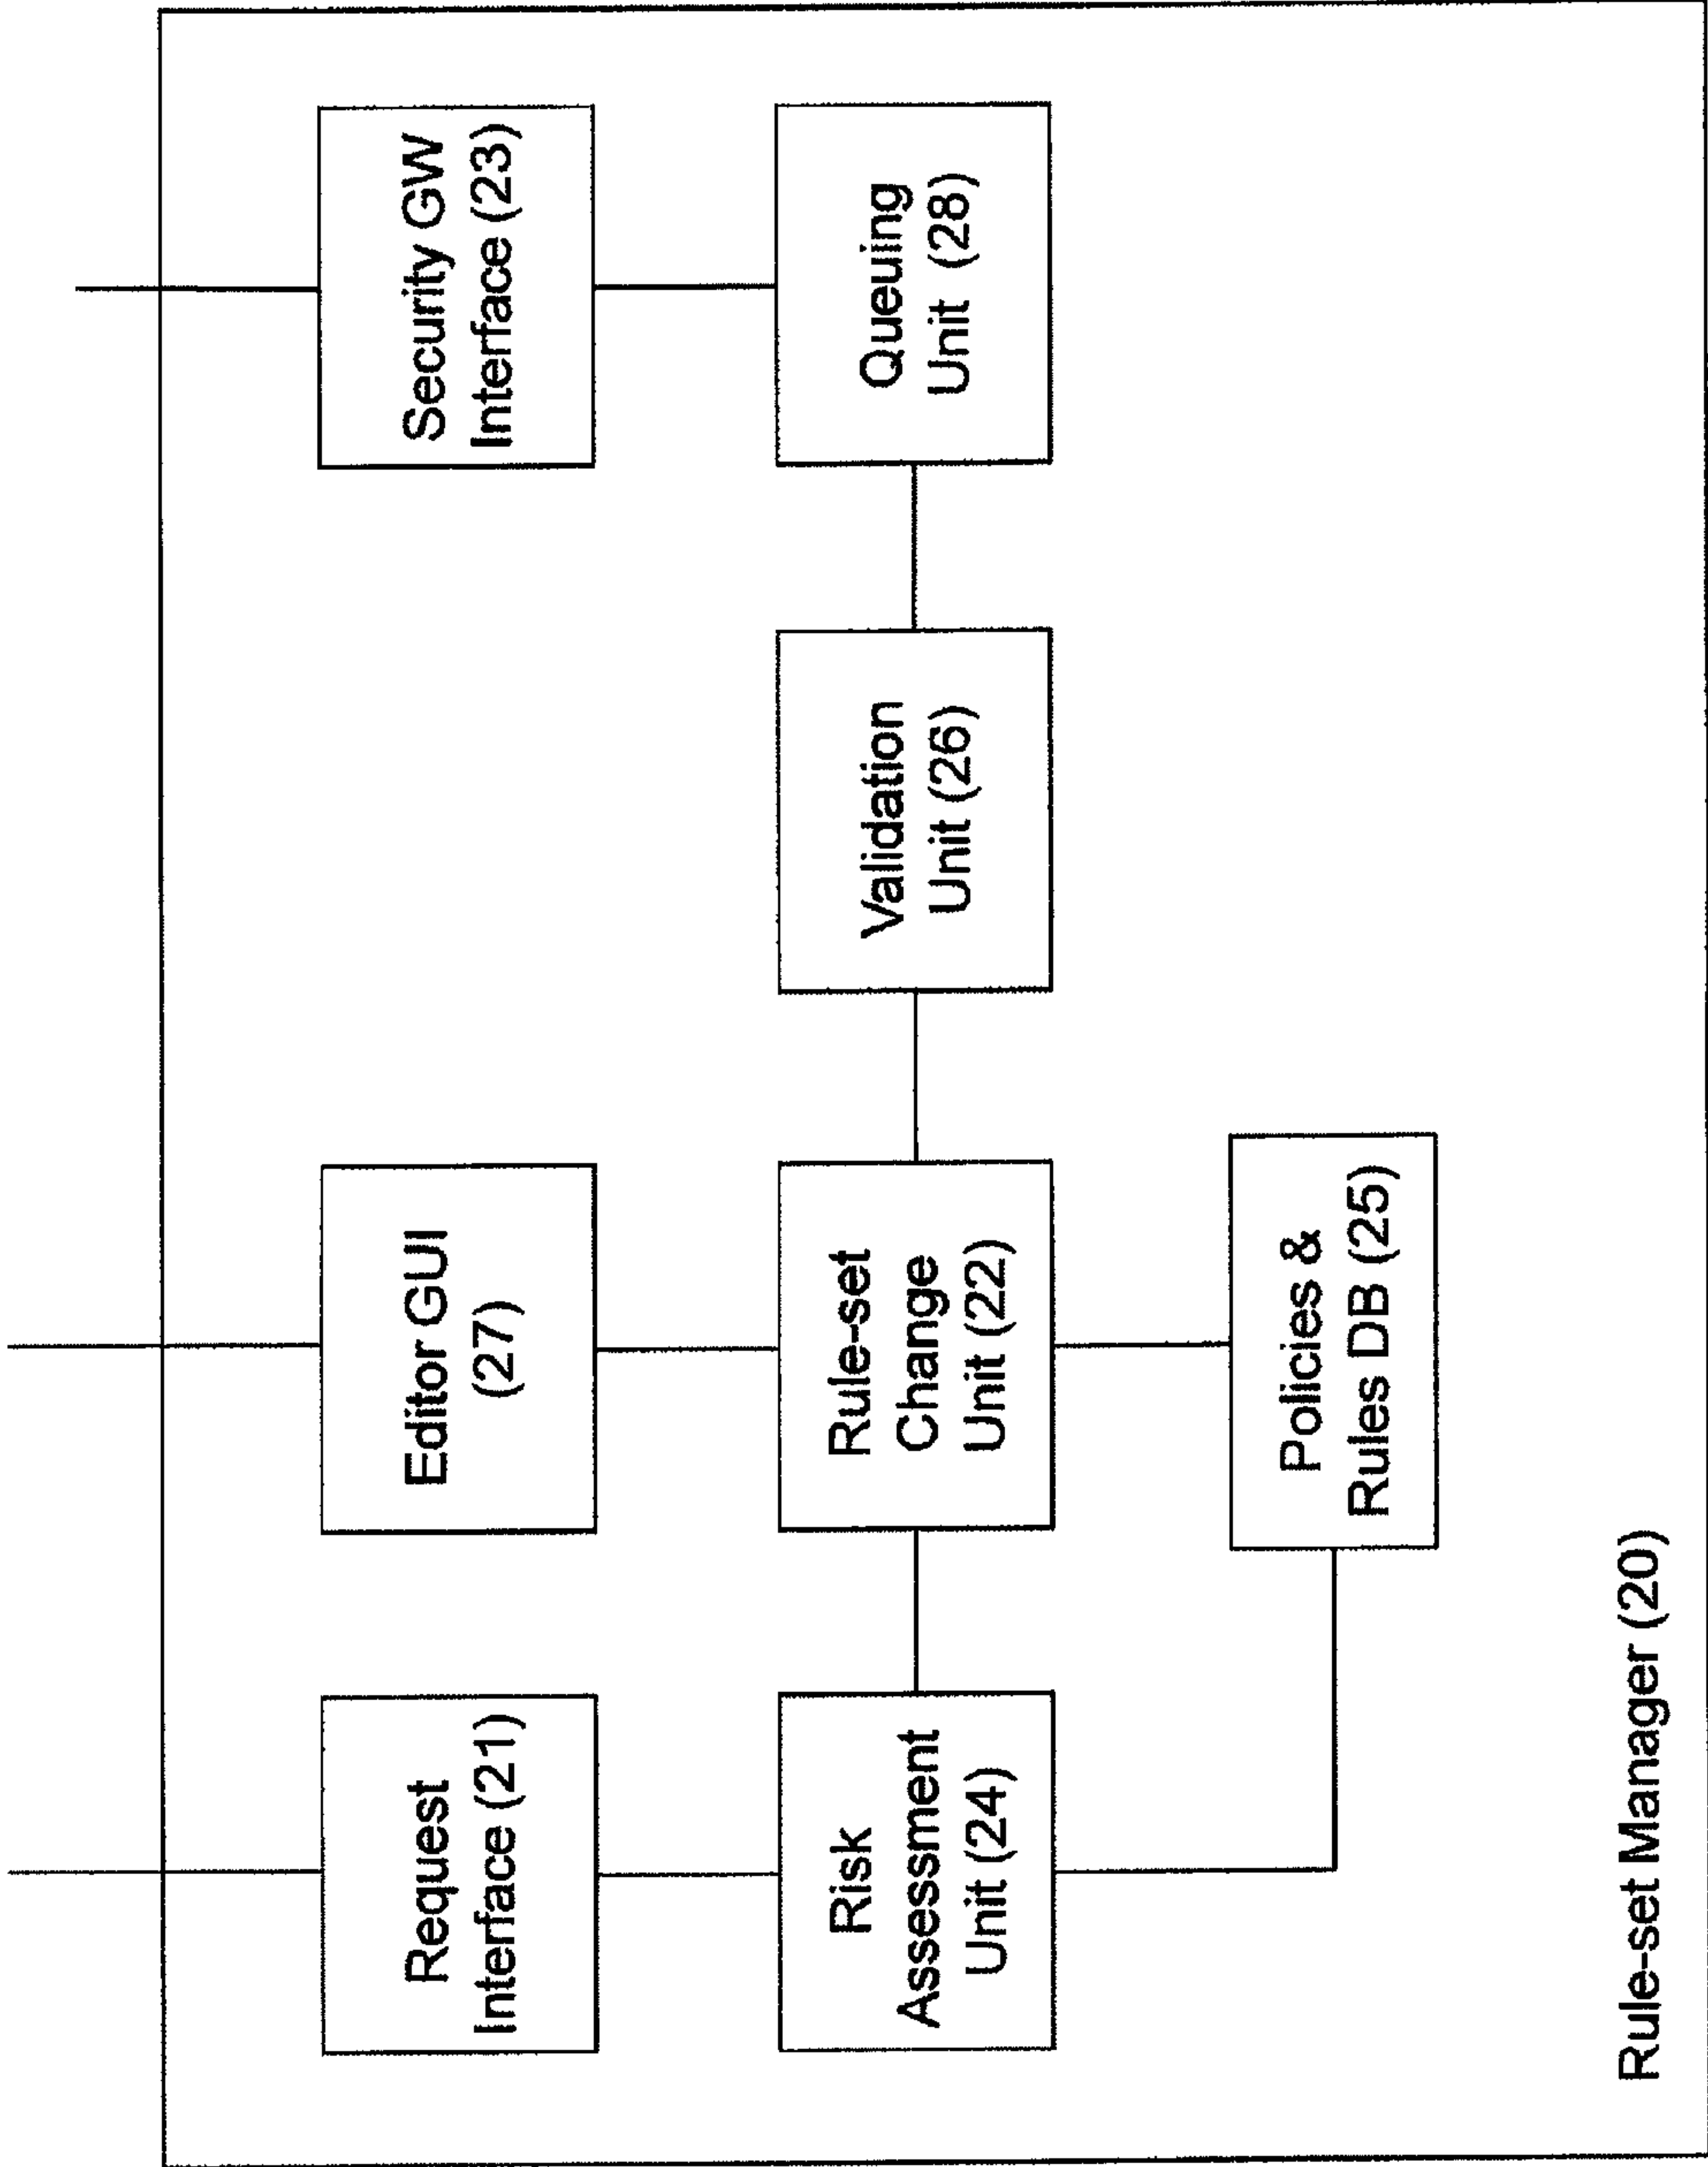 Request
Interface (21)
Editor GUI
(27)
Security GW
Interface (23)
Risk
Assessment
Unit (24)
Rule-set
Change
Unit (22)
Validation
Unit (26)
Queuing
Unit (28)
Policies &
Rules DB (25)
Rule-set Manager (20)